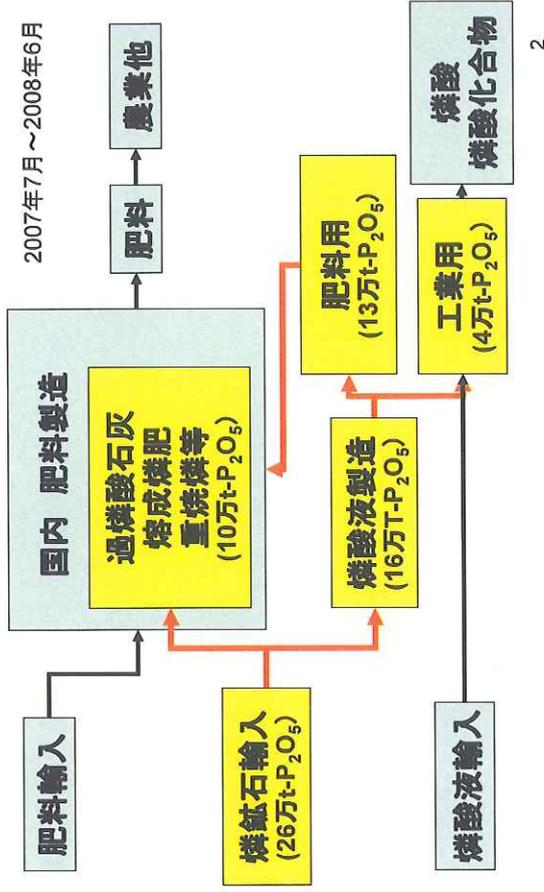 2007年7月～2008年6月
肥料輸入
国内 肥料製造
過燐酸石灰
熔成燐肥
重焼燐等
(10万t-P₂O₅)
肥料
農業他
燐鉱石輸入
(26万t-P₂O₅)
燐酸液製造
(16万T-P₂O₅)
肥料用
(13万t-P₂O₅)
燐酸液輸入
工業用
(4万t-P₂O₅)
燐酸
燐酸化合物
2